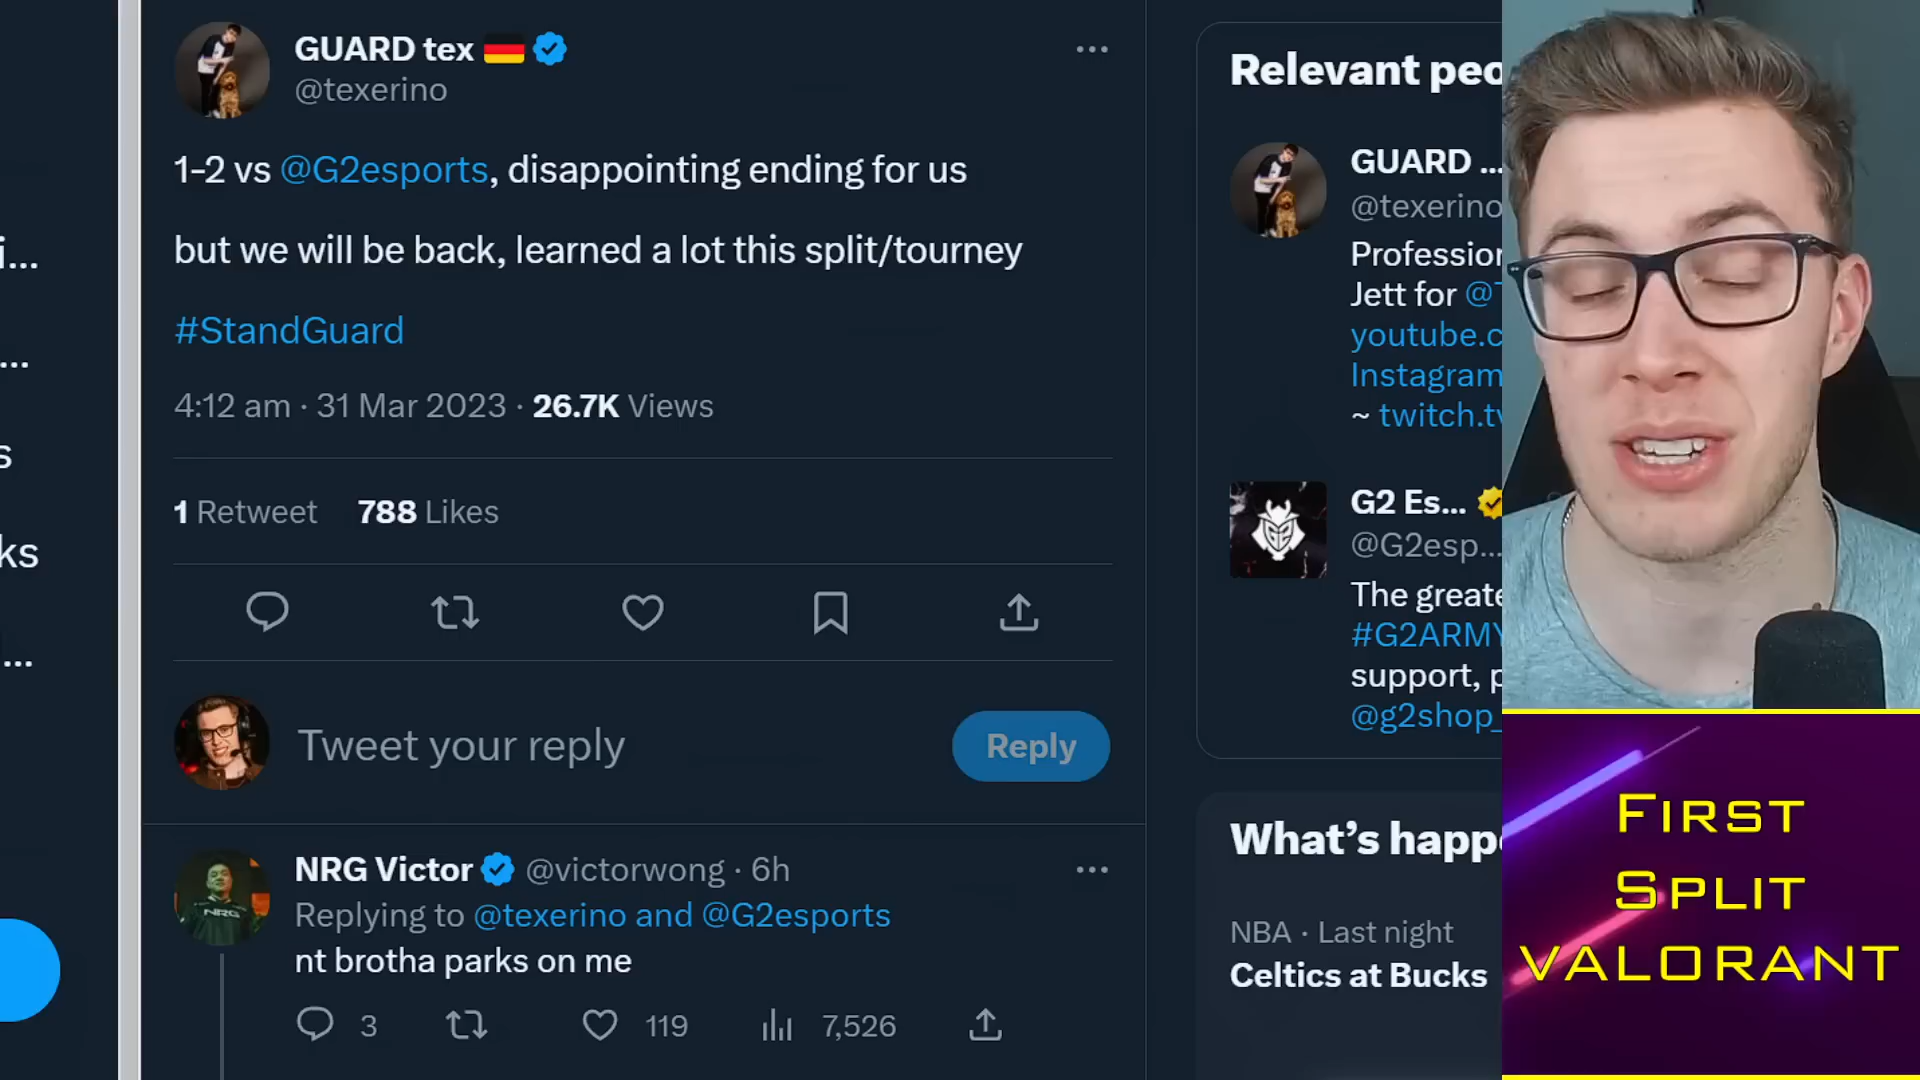 GUARD tex
@texerino
1-2 vs @G2esports, disappointing ending for us
but we will be back, learned a lot this split/tourney
#StandGuard
4:12 am · 31 Mar 2023 · 26.7K Views
1 Retweet 788 Likes
Tweet your reply
Reply
NRG Victor @victorwong · 6h
Replying to @texerino and @G2esports
nt brotha parks on me
3 119 7,526
i...
...
s
ks
...
Relevant peo
GUARD ...
@texerino
Profession
Jett for @T
youtube.c
Instagram
~ twitch.tv
G2 Es...
@G2esp...
The greate
#G2ARMY
support, p
@g2shop_
What's happe
NBA · Last night
Celtics at Bucks
FIRST
SPLIT
VALORANT